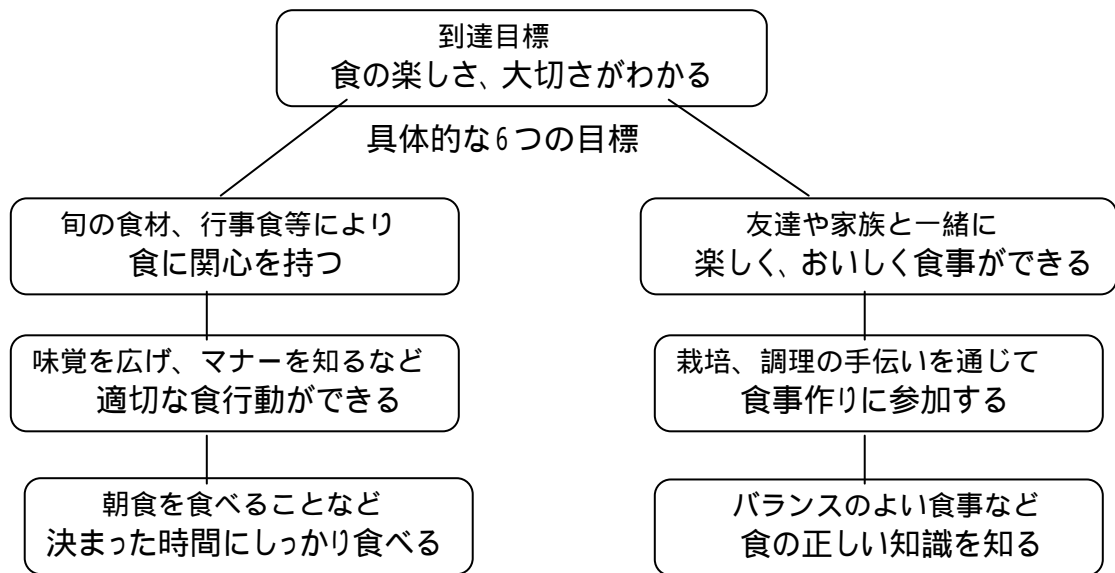 到達目標
食の楽しさ、大切さがわかる
具体的な6つの目標
旬の食材、行事食等により
食に関心を持つ
味覚を広げ、マナーを知るなど
適切な食行動ができる
朝食を食べることなど
決まった時間にしっかり食べる
友達や家族と一緒に
楽しく、おいしく食事ができる
栽培、調理の手伝いを通じて
食事作りに参加する
バランスのよい食事など
食の正しい知識を知る